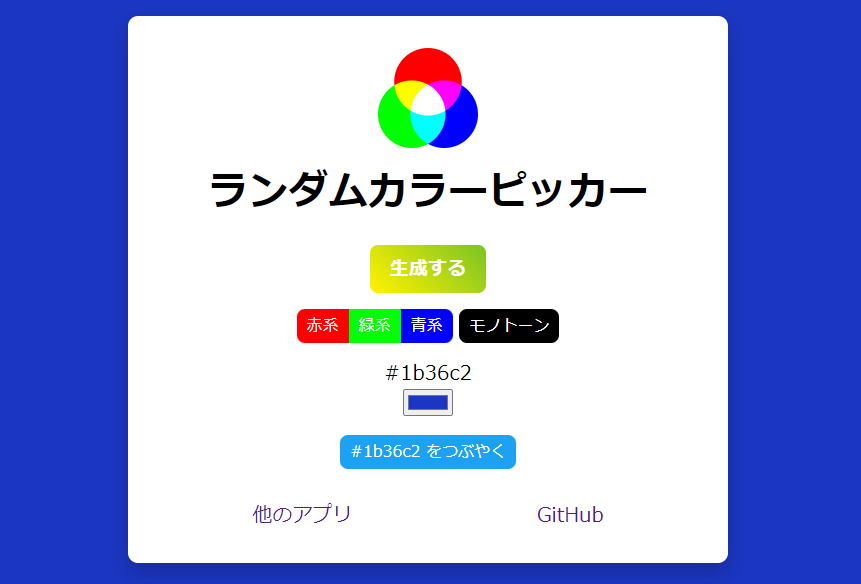 ランダムカラーピッカー
生成する
赤系 緑系 青系 モノトーン
#1b36c2
#1b36c2 をつぶやく
他のアプリ GitHub